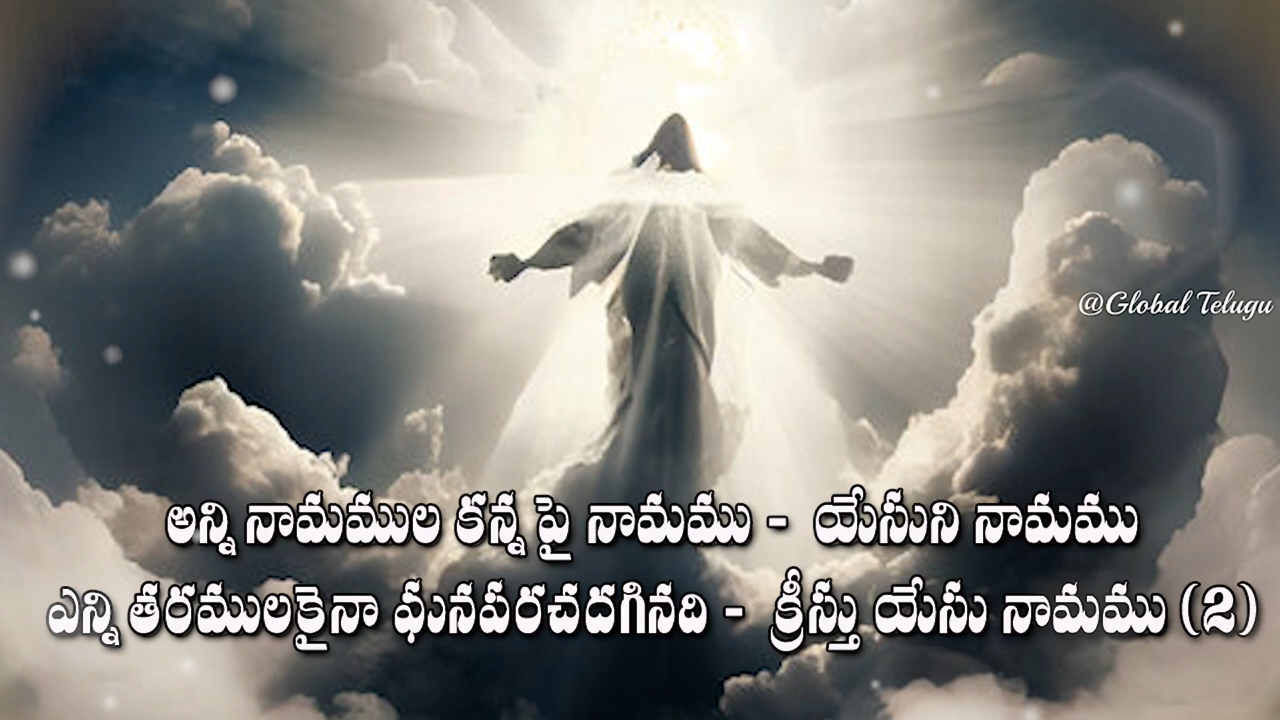 @Global Telugu
అన్ని నామముల కన్న పై నామము - యేసుని నామము
ఎన్ని తరములకైనా ఘనపరచదగినది - క్రీస్తు యేసు నామము (2)